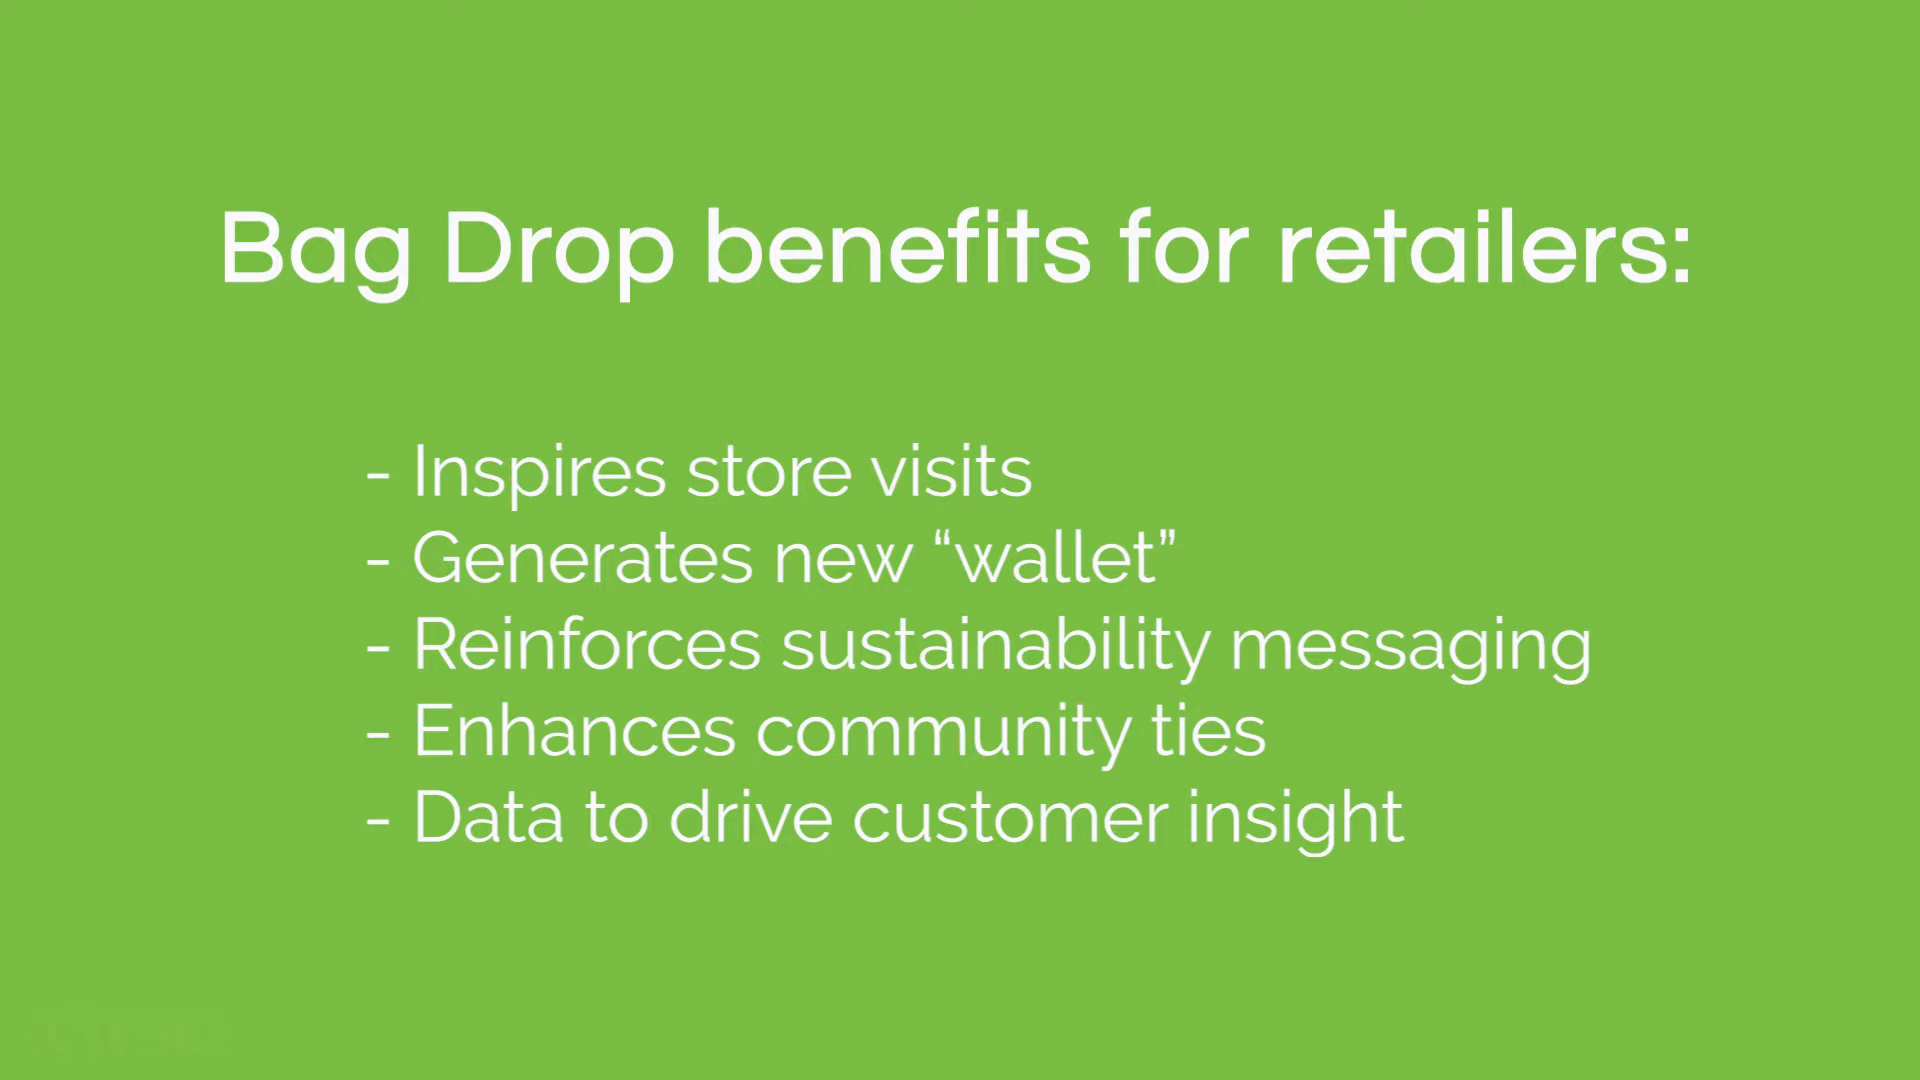 Bag Drop benefits for retailers:
- Inspires store visits
- Generates new “wallet”
- Reinforces sustainability messaging
- Enhances community ties
- Data to drive customer insight